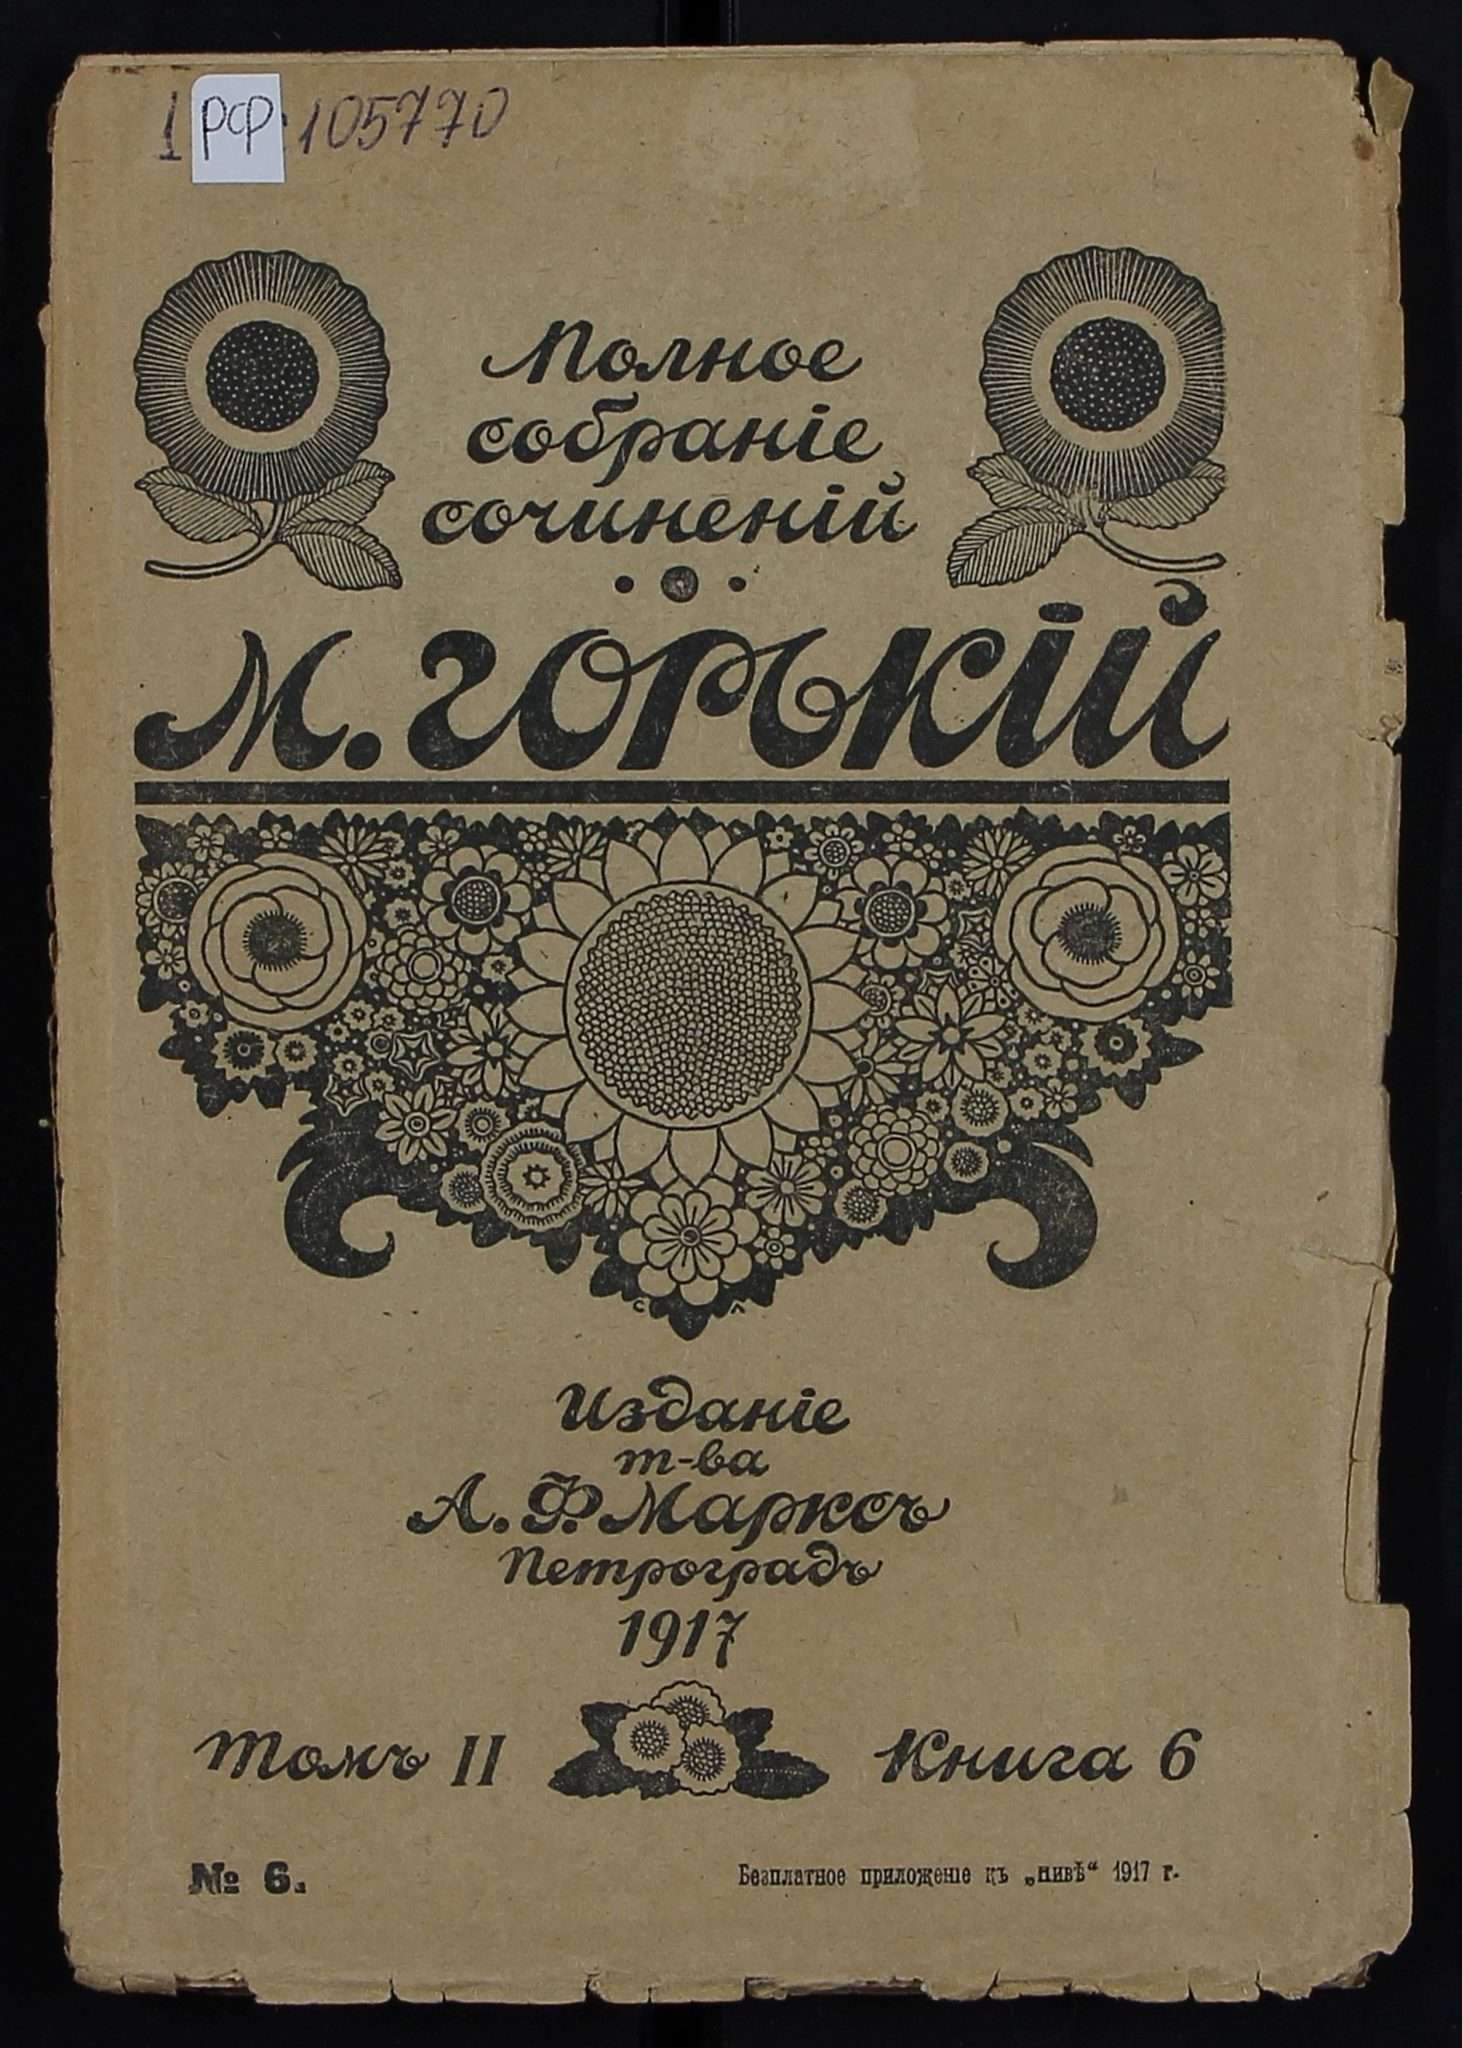 1 РФ 105770
Полное
собраніе
сочиненій
М. Горькій
С Л
Изданіе
т-ва
А. Ф. Марксъ
Петроградъ
1917
Томъ II
Книга 6
№ 6.
Безплатное приложеніе къ „Нивѣ“ 1917 г.